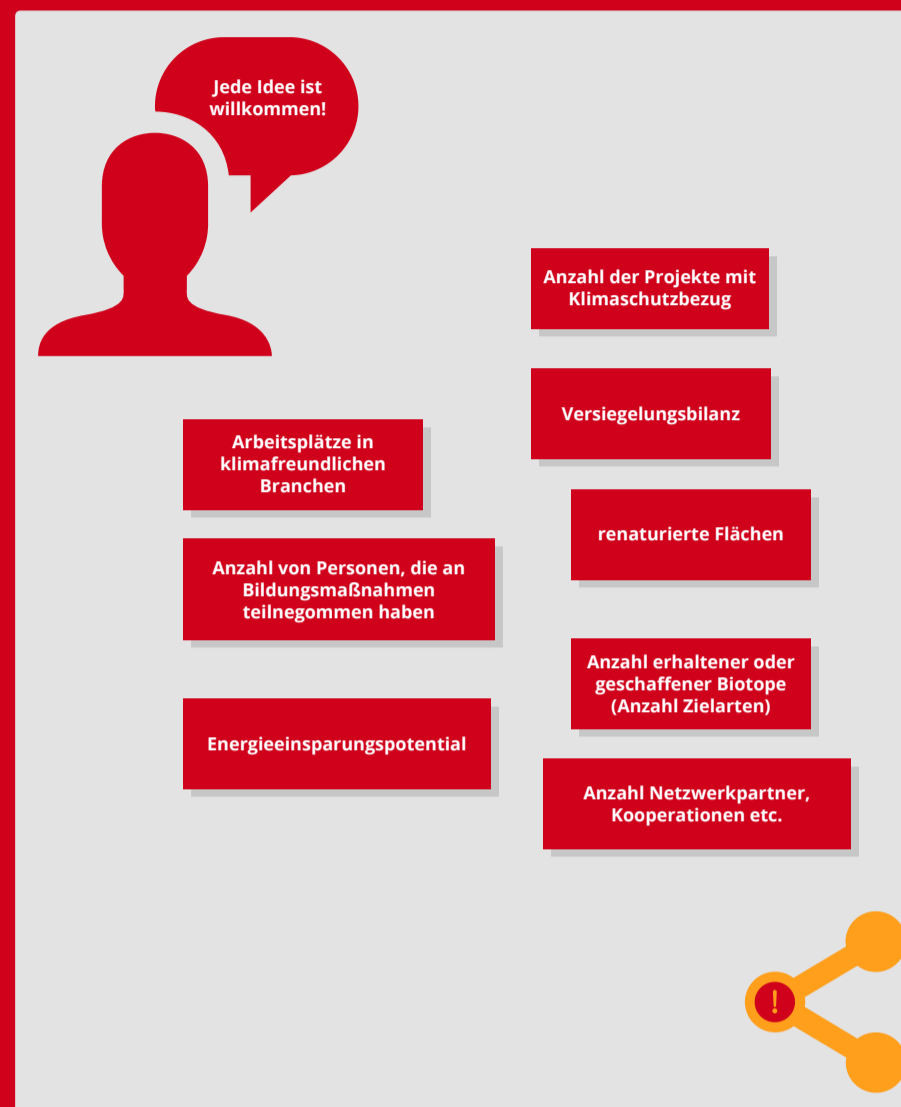 Jede Idee ist
willkommen!
Anzahl der Projekte mit
Klimaschutzbezug
Versiegelungsbilanz
Arbeitsplätze in
klimafreundlichen
Branchen
renaturierte Flächen
Anzahl von Personen, die an
Bildungsmaßnahmen
teilnegommen haben
Anzahl erhaltener oder
geschaffener Biotope
(Anzahl Zielarten)
Energieeinsparungspotential
Anzahl Netzwerkpartner,
Kooperationen etc.
!